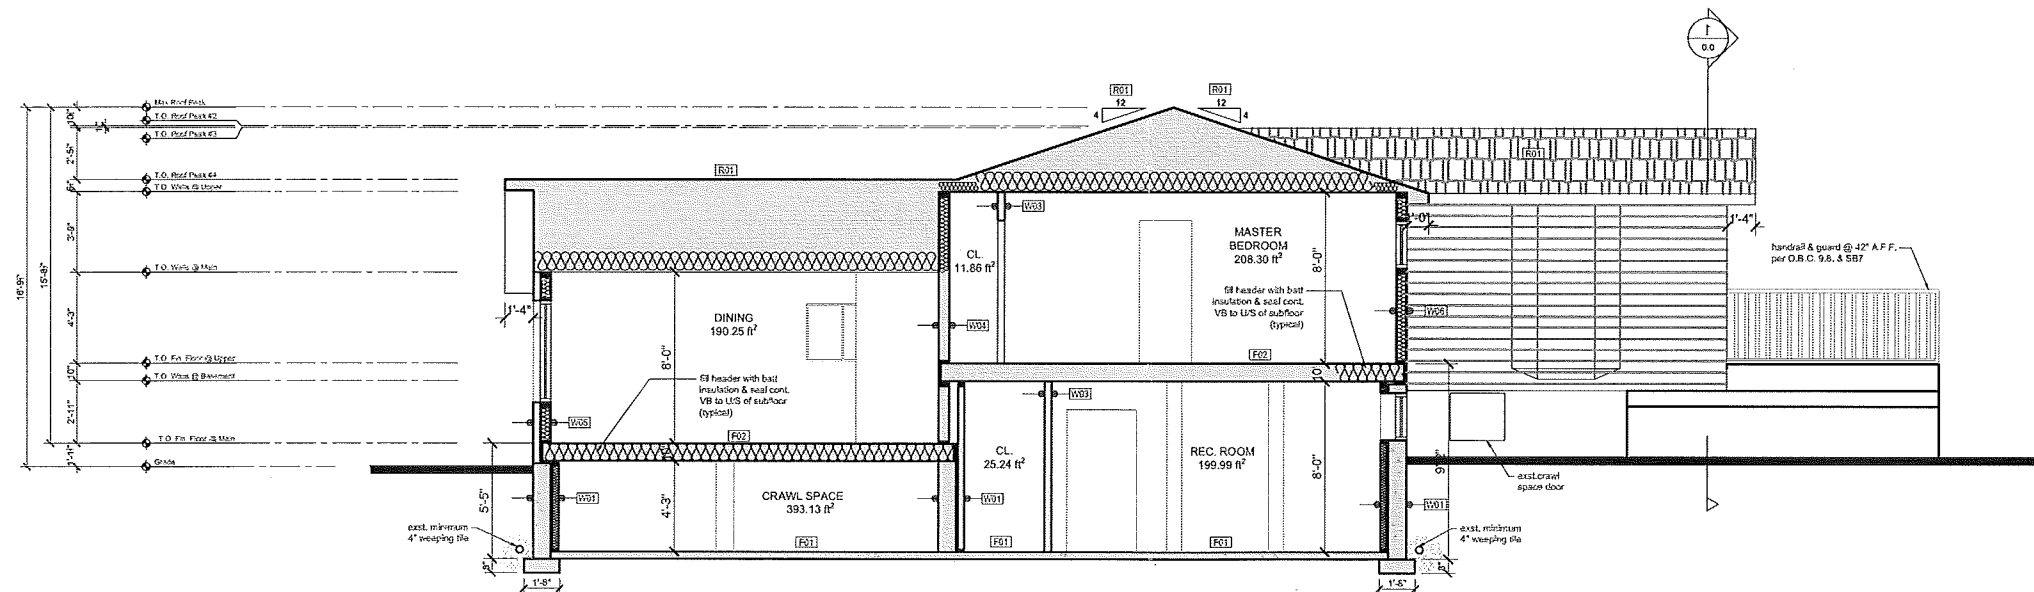 1
0.0
R01
12
4
R01
12
4
Max Roof Peak
T.O. Roof Peak #2
T.O. Roof Peak #3
T.O. Roof Peak #4
T.O. Walls @ Upper
T.O. Walls @ Main
T.O. Fin. Floor @ Upper
T.O. Walls @ Basement
T.O. Fin. Floor @ Main
Grade
2'-5"
3'-9"
4'-3"
10"
2'-11"
1'-1"
R01
R01
W03
CL.
11.86 ft²
MASTER
BEDROOM
208.30 ft²
8'-0"
1'-4"
handrail & guard @ 42" A.F.F.
per O.B.C. 9.8. & SB7
fill header with batt
insulation & seal cont.
VB to U/S of subfloor
(typical)
1'-4"
DINING
190.25 ft²
W04
W06
8'-0"
F02
10"
fill header with batt
insulation & seal cont.
VB to U/S of subfloor
(typical)
W03
W05
F02
CL.
25.24 ft²
REC. ROOM
199.99 ft²
8'-0"
exst.crawl
space door
5'-5"
W01
CRAWL SPACE
393.13 ft²
4'-3"
W01
W01
exst. minimum
4" weeping tile
F01
F01
F01
exst. minimum
4" weeping tile
8"
1'-8"
1'-8"
8"